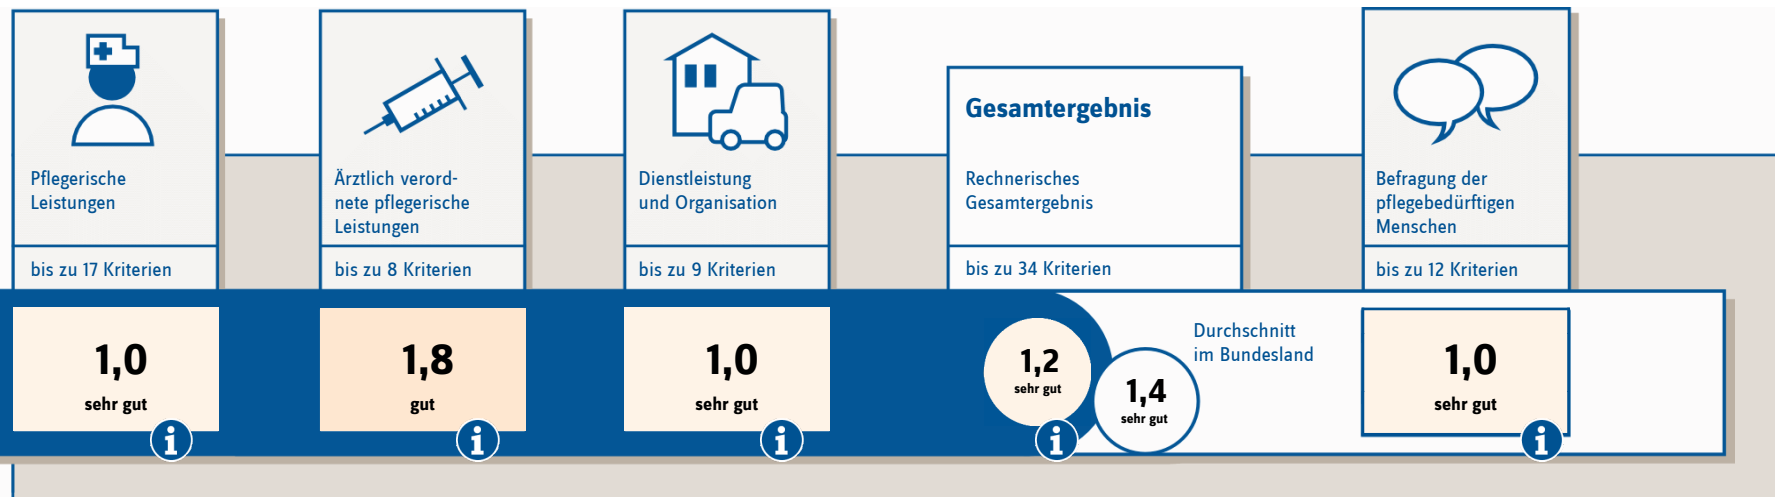 Pflegerische
Leistungen
bis zu 17 Kriterien
1,0
sehr gut
i
Ärztlich verord-
nete pflegerische
Leistungen
bis zu 8 Kriterien
1,8
gut
i
Dienstleistung
und Organisation
bis zu 9 Kriterien
1,0
sehr gut
i
Gesamtergebnis
Rechnerisches
Gesamtergebnis
bis zu 34 Kriterien
1,2
sehr gut
i
1,4
sehr gut
Durchschnitt
im Bundesland
Befragung der
pflegebedürftigen
Menschen
bis zu 12 Kriterien
1,0
sehr gut
i